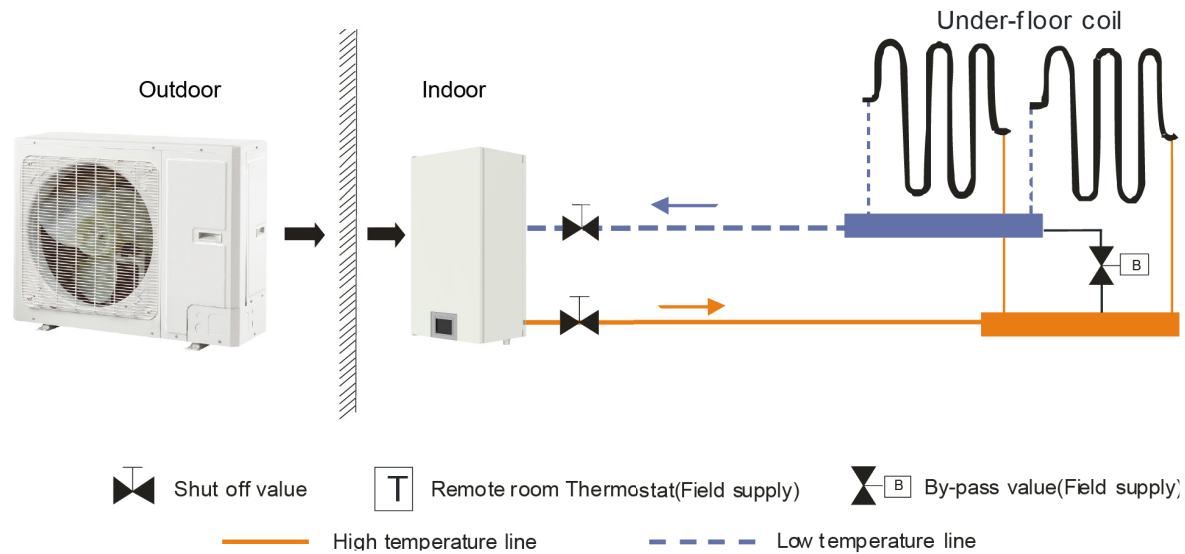 Under-floor coil
Outdoor
Indoor
B
Shut off value
T
Remote room Thermostat(Field supply)
B
By-pass value(Field supply)
High temperature line
Low temperature line